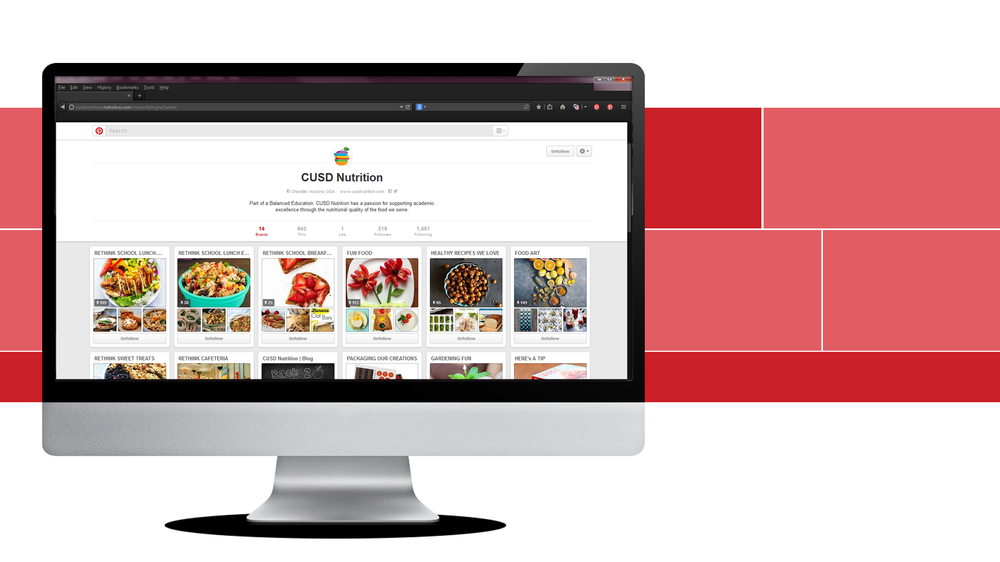 File Edit View History Bookmarks Tools Help
cusdnutrition.nutrislice.com/menu/bologna/lunch/
Search
Unfollow
CUSD Nutrition
Chandler, Arizona | USA · www.cusdnutrition.com
Part of a Balanced Education. CUSD Nutrition has a passion for supporting academic
excellence through the nutritional quality of the food we serve.
14 843 1 319 1,451
Boards Pins Like Followers Following
RETHINK SCHOOL LUNCH-... RETHINK SCHOOL LUNCH-E... RETHINK SCHOOL BREAKF... FUN FOOD HEALTHY RECIPES WE LOVE FOOD ART
Orange
Yellow
109 38 25 113 65 141
Banana
Oat Bars
Egg Rolls
Unfollow Unfollow Unfollow Unfollow Unfollow Unfollow
RETHINK SWEET TREATS RETHINK CAFETERIA CUSD Nutrition | Blog PACKAGING OUR CREATIONS GARDENING FUN HERE's A TIP
Back 2